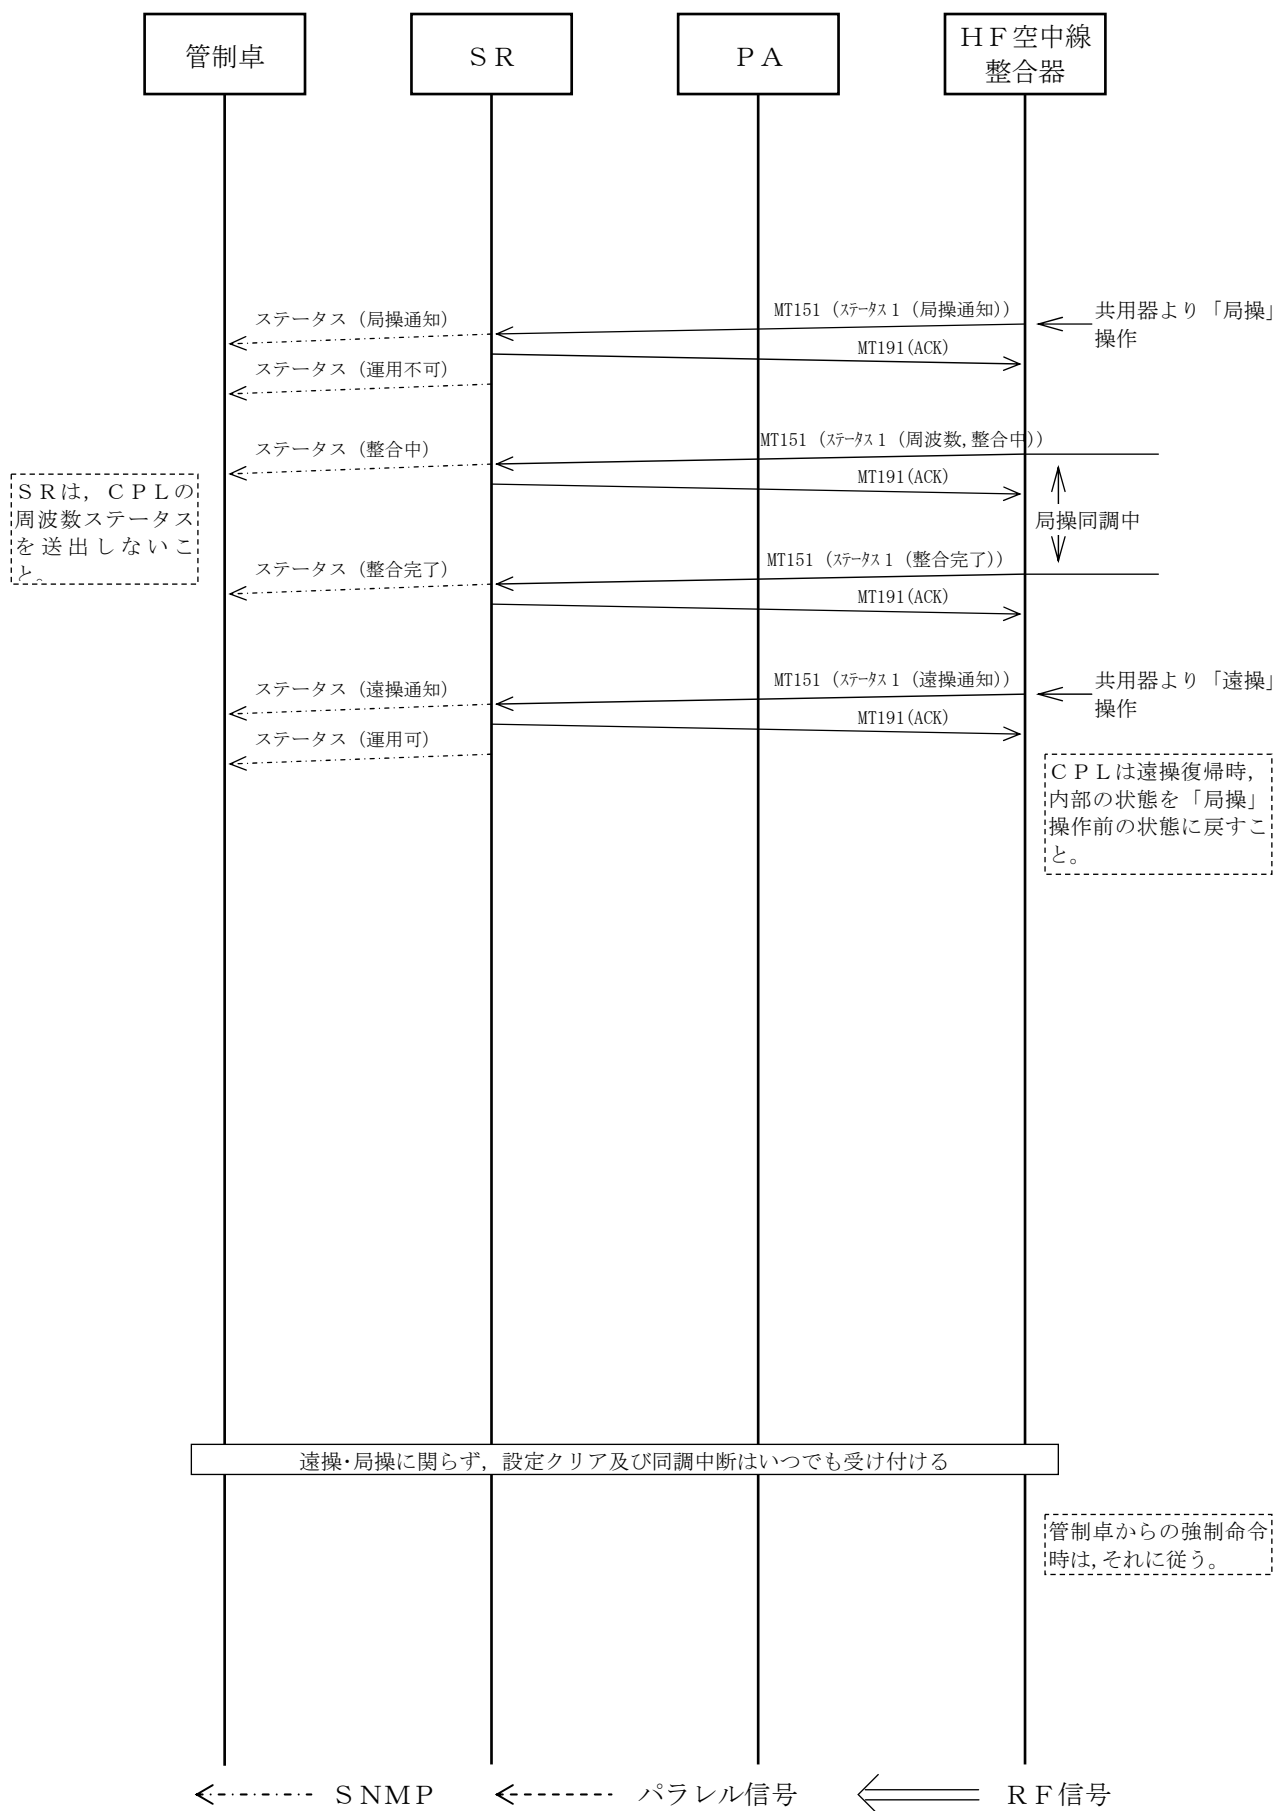 管制卓
ＳＲ
ＰＡ
ＨＦ空中線
整合器
ステータス（局操通知）
MT151（ｽﾃｰﾀｽ１（局操通知））
共用器より「局操」
操作
MT191(ACK)
ステータス（運用不可）
ステータス（整合中）
MT151（ｽﾃｰﾀｽ１（周波数,整合中））
MT191(ACK)
ＳＲは，ＣＰＬの
周波数ステータス
を送出しないこ
と。
局操同調中
ステータス（整合完了）
MT151（ｽﾃｰﾀｽ１（整合完了））
MT191(ACK)
ステータス（遠操通知）
MT151（ｽﾃｰﾀｽ１（遠操通知））
共用器より「遠操」
操作
MT191(ACK)
ステータス（運用可）
ＣＰＬは遠操復帰時，
内部の状態を「局操」
操作前の状態に戻すこ
と。
遠操・局操に関らず，設定クリア及び同調中断はいつでも受け付ける
管制卓からの強制命令
時は,それに従う。
ＳＮＭＰ
パラレル信号
ＲＦ信号